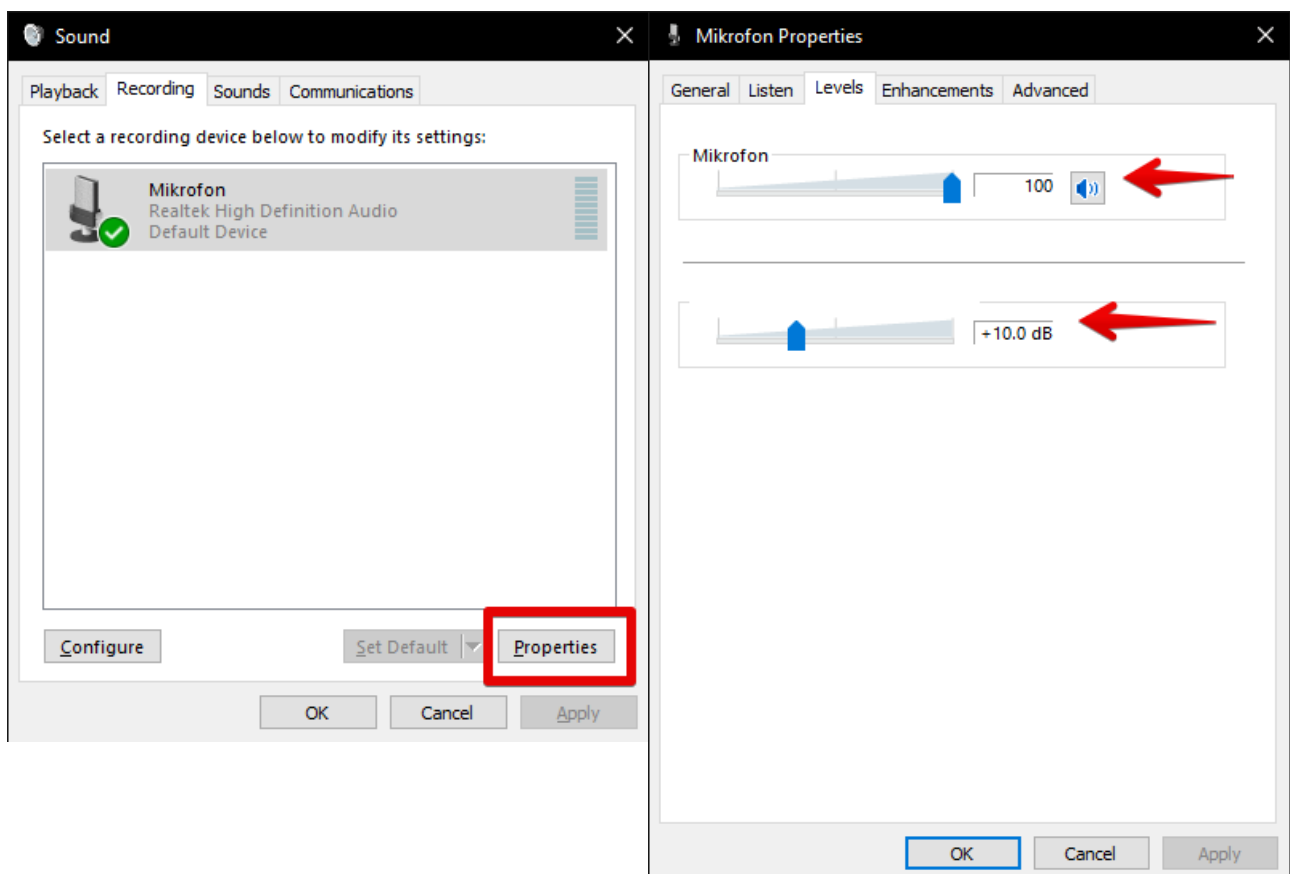 Sound
Playback Recording Sounds Communications
Select a recording device below to modify its settings:
Mikrofon
Realtek High Definition Audio
Default Device
Configure Set Default Properties
OK Cancel Apply
Mikrofon Properties
General Listen Levels Enhancements Advanced
Mikrofon
100
+10.0 dB
OK Cancel Apply